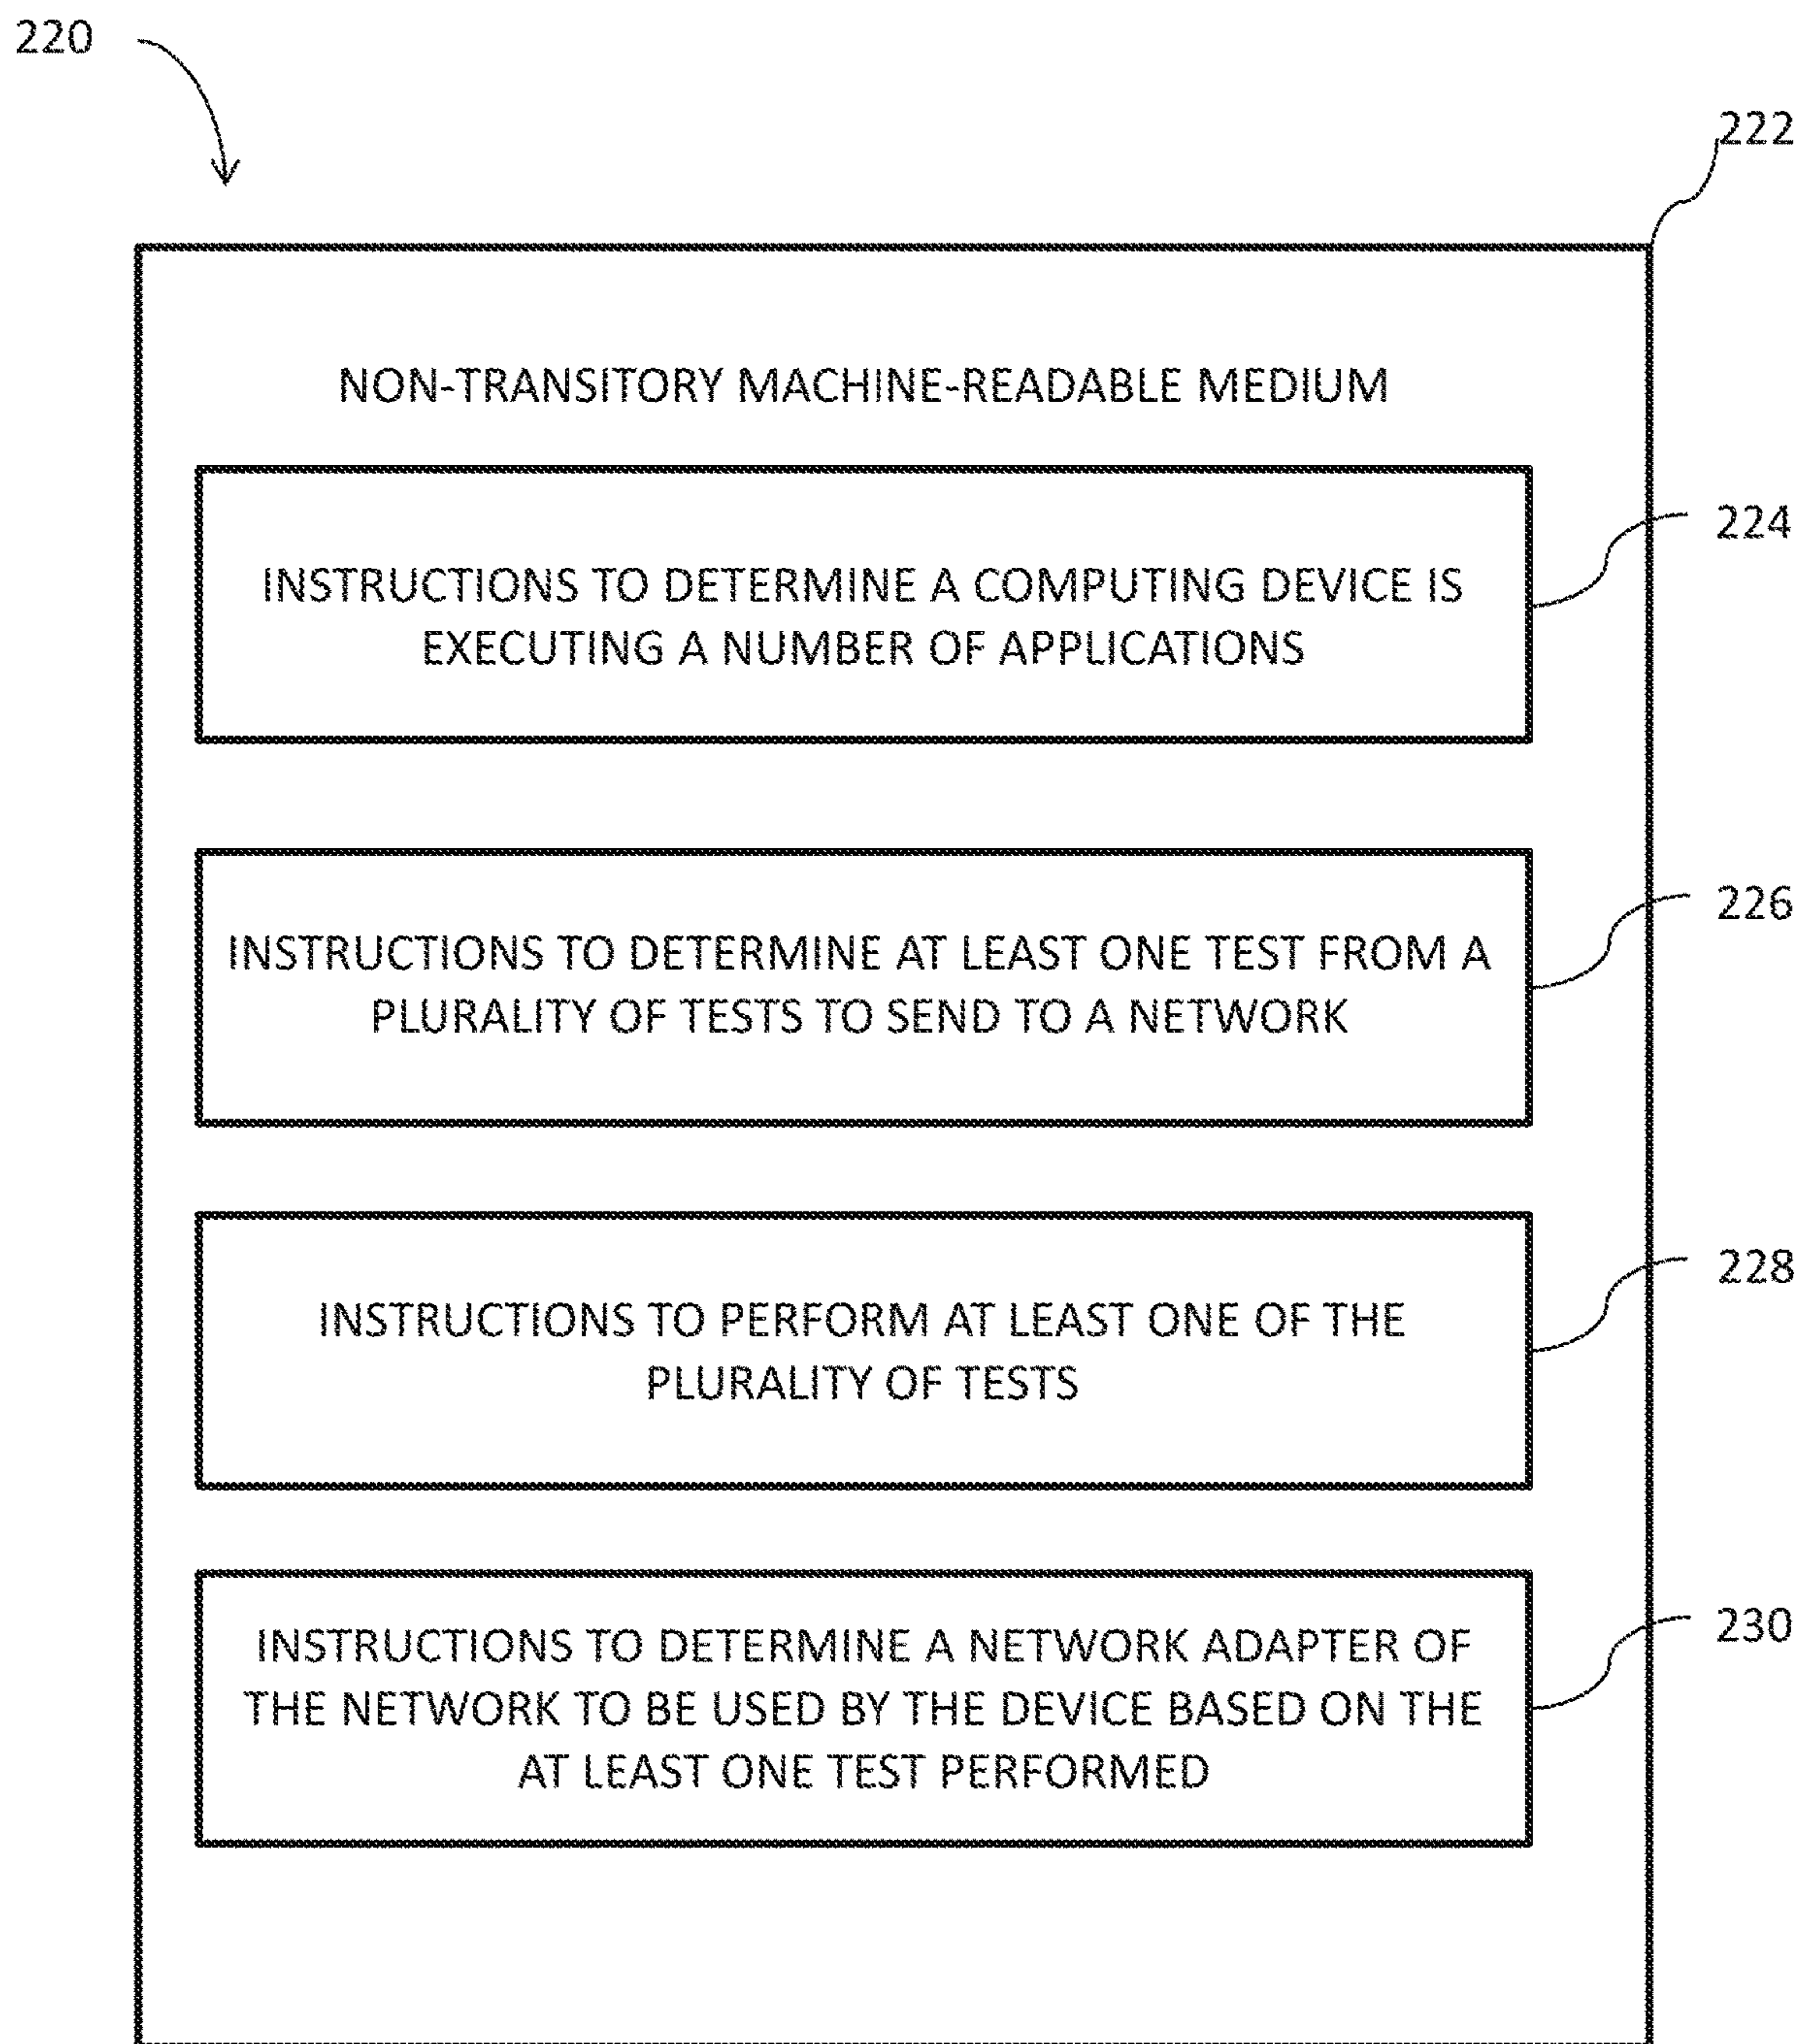 220
222
NON-TRANSITORY MACHINE-READABLE MEDIUM
INSTRUCTIONS TO DETERMINE A COMPUTING DEVICE IS
EXECUTING A NUMBER OF APPLICATIONS
224
INSTRUCTIONS TO DETERMINE AT LEAST ONE TEST FROM A
PLURALITY OF TESTS TO SEND TO A NETWORK
226
INSTRUCTIONS TO PERFORM AT LEAST ONE OF THE
PLURALITY OF TESTS
228
INSTRUCTIONS TO DETERMINE A NETWORK ADAPTER OF
THE NETWORK TO BE USED BY THE DEVICE BASED ON THE
AT LEAST ONE TEST PERFORMED
230